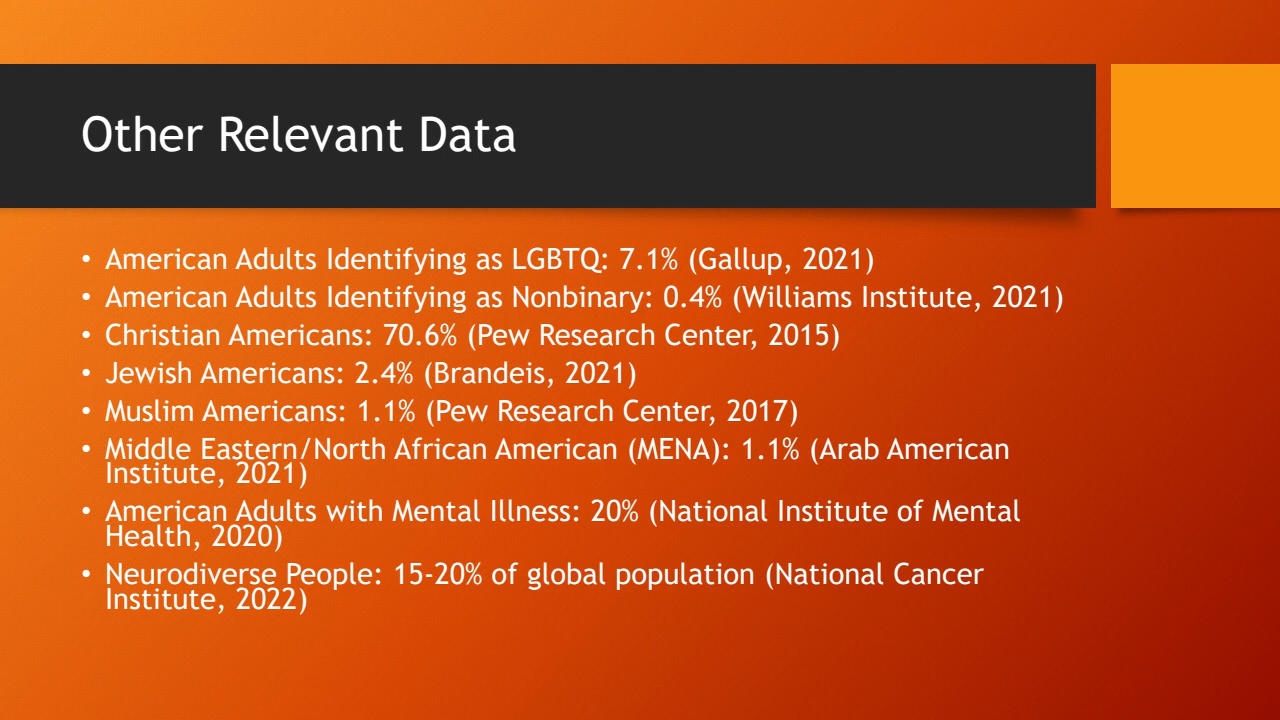 Other Relevant Data
• American Adults Identifying as LGBTQ: 7.1% (Gallup, 2021)
• American Adults Identifying as Nonbinary: 0.4% (Williams Institute, 2021)
• Christian Americans: 70.6% (Pew Research Center, 2015)
• Jewish Americans: 2.4% (Brandeis, 2021)
• Muslim Americans: 1.1% (Pew Research Center, 2017)
• Middle Eastern/North African American (MENA): 1.1% (Arab American
Institute, 2021)
• American Adults with Mental Illness: 20% (National Institute of Mental
Health, 2020)
• Neurodiverse People: 15-20% of global population (National Cancer
Institute, 2022)